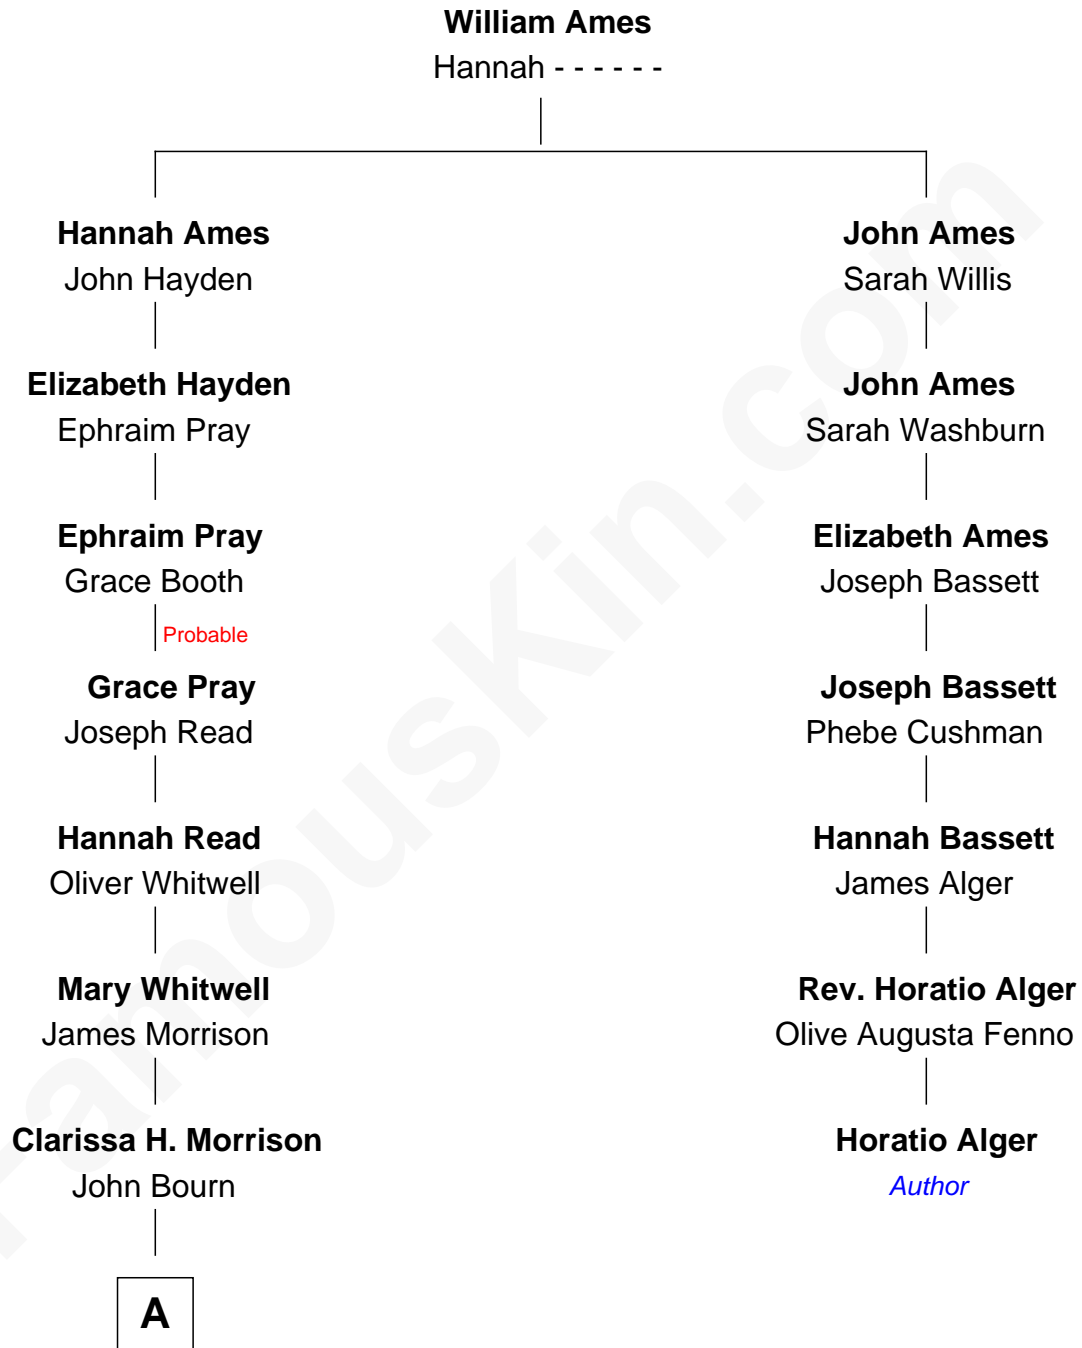 William Ames
Hannah - - - - - -
Hannah Ames
John Hayden
John Ames
Sarah Willis
Elizabeth Hayden
Ephraim Pray
John Ames
Sarah Washburn
Ephraim Pray
Grace Booth
Elizabeth Ames
Joseph Bassett
Probable
Grace Pray
Joseph Read
Joseph Bassett
Phebe Cushman
Hannah Read
Oliver Whitwell
Hannah Bassett
James Alger
Mary Whitwell
James Morrison
Rev. Horatio Alger
Olive Augusta Fenno
Clarissa H. Morrison
John Bourn
Horatio Alger
Author
A
FamousKin.com